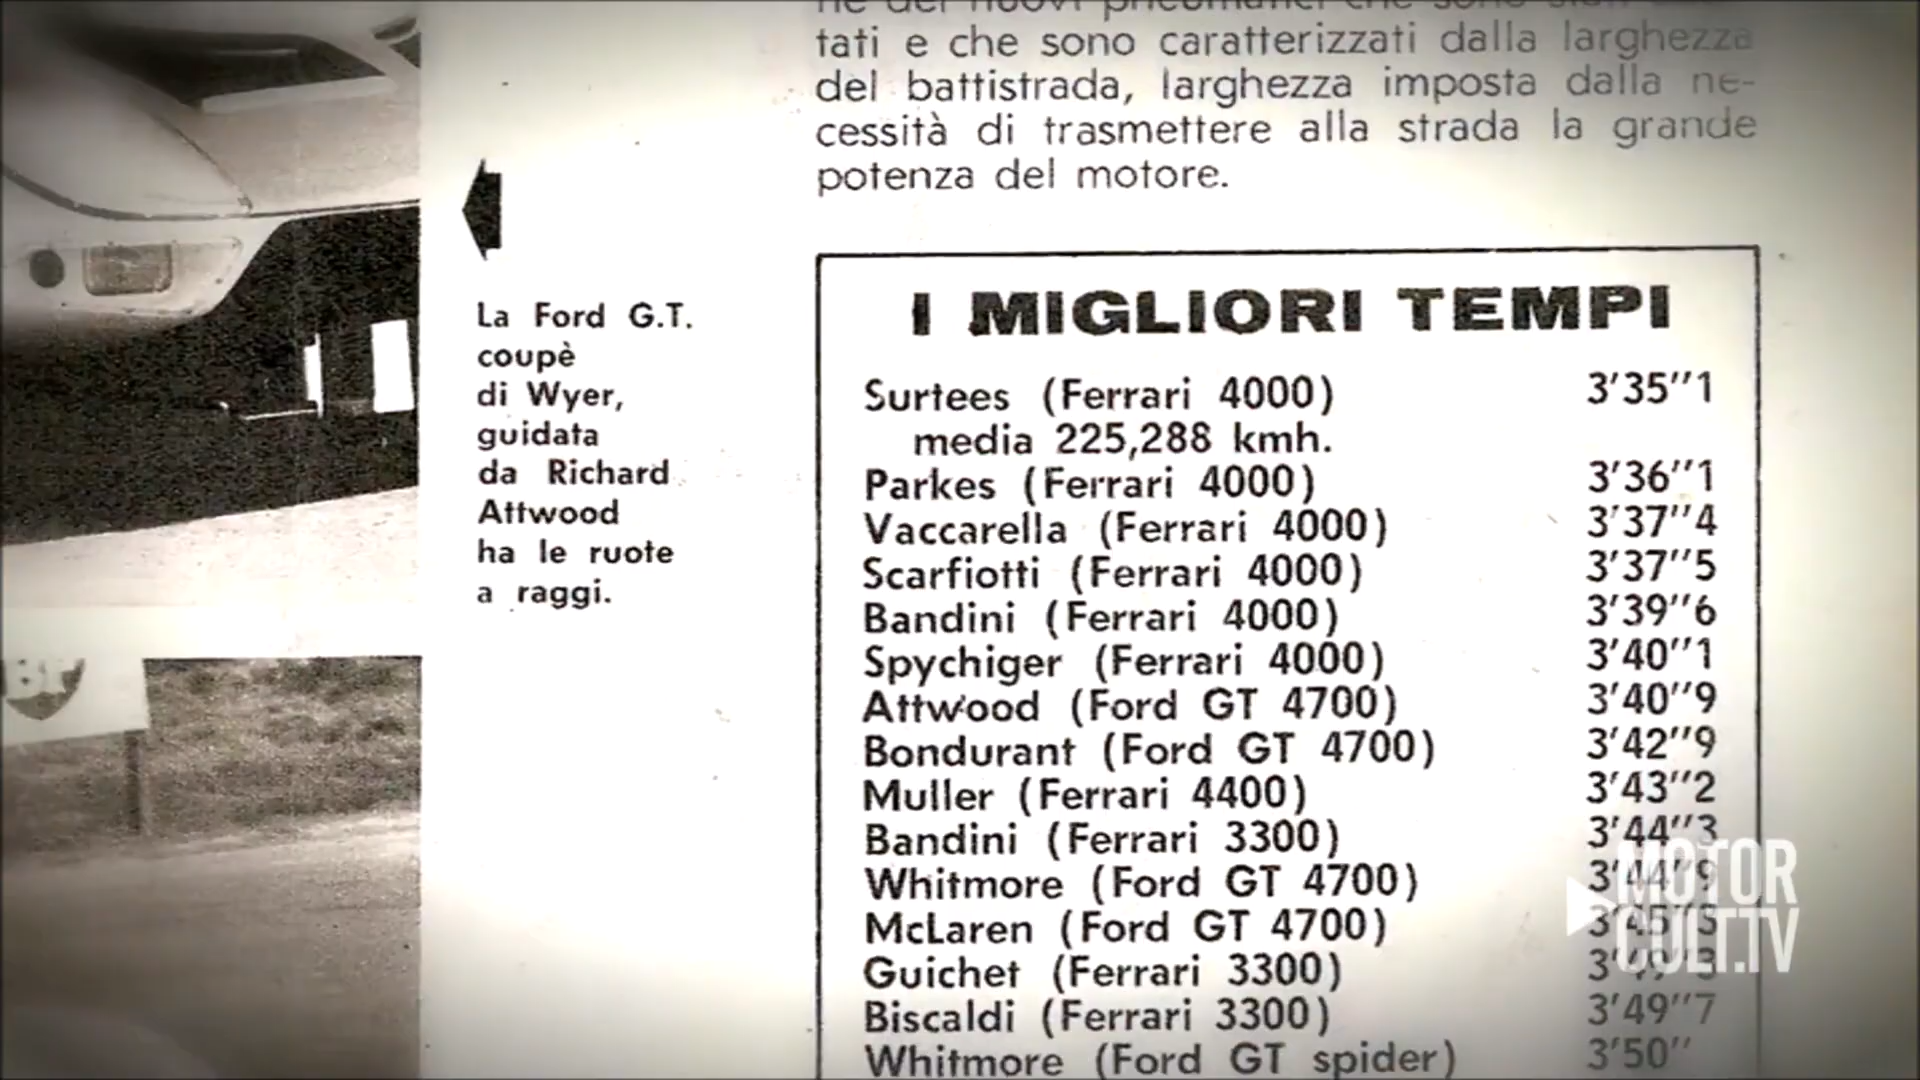 tati e che sono caratterizzati dalla larghezza
del battistrada, larghezza imposta dalla ne-
cessità di trasmettere alla strada la grande
potenza del motore.
La Ford G.T.
coupè
di Wyer,
guidata
da Richard
Attwood
ha le ruote
a raggi.
BP
I MIGLIORI TEMPI
Surtees (Ferrari 4000) 3'35"1
media 225,288 kmh.
Parkes (Ferrari 4000) 3'36"1
Vaccarella (Ferrari 4000) 3'37"4
Scarfiotti (Ferrari 4000) 3'37"5
Bandini (Ferrari 4000) 3'39"6
Spychiger (Ferrari 4000) 3'40"1
Attwood (Ford GT 4700) 3'40"9
Bondurant (Ford GT 4700) 3'42"9
Muller (Ferrari 4400) 3'43"2
Bandini (Ferrari 3300) 3'44"3
Whitmore (Ford GT 4700) 3'44"9
McLaren (Ford GT 4700)
Guichet (Ferrari 3300)
Biscaldi (Ferrari 3300) 3'49"7
Whitmore (Ford GT spider) 3'50"
MOTOR
CULT.TV